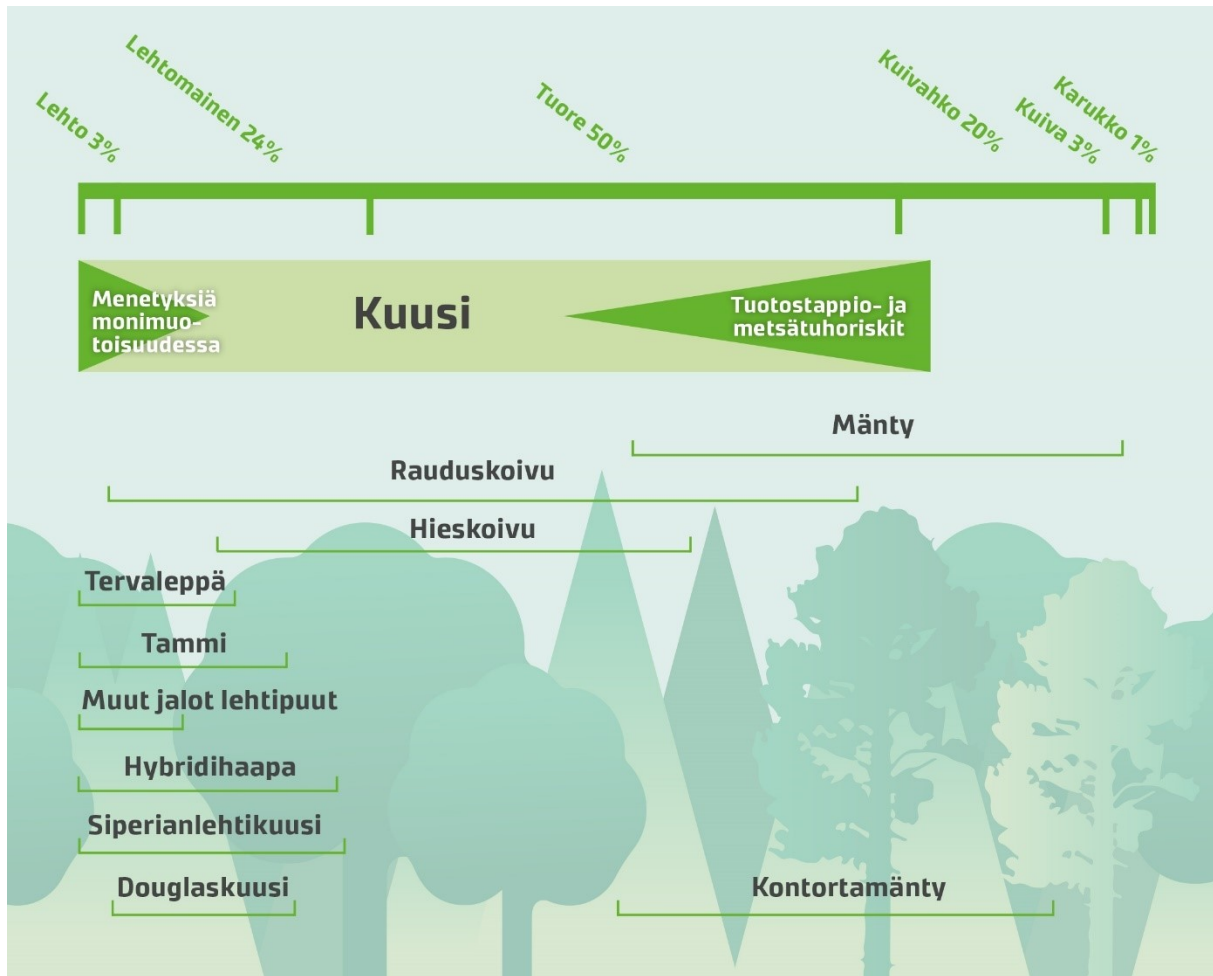 Lehto 3%
Lehtomainen 24%
Tuore 50%
Kuivahko 20%
Kuiva 3%
Karukko 1%
Menetyksiä
monimuo-
toisuudessa
Kuusi
Tuotostappio- ja
metsätuhoriskit
Mänty
Rauduskoivu
Hieskoivu
Tervaleppä
Tammi
Muut jalot lehtipuut
Hybridihaapa
Siperianlehtikuusi
Douglaskuusi
Kontortamänty